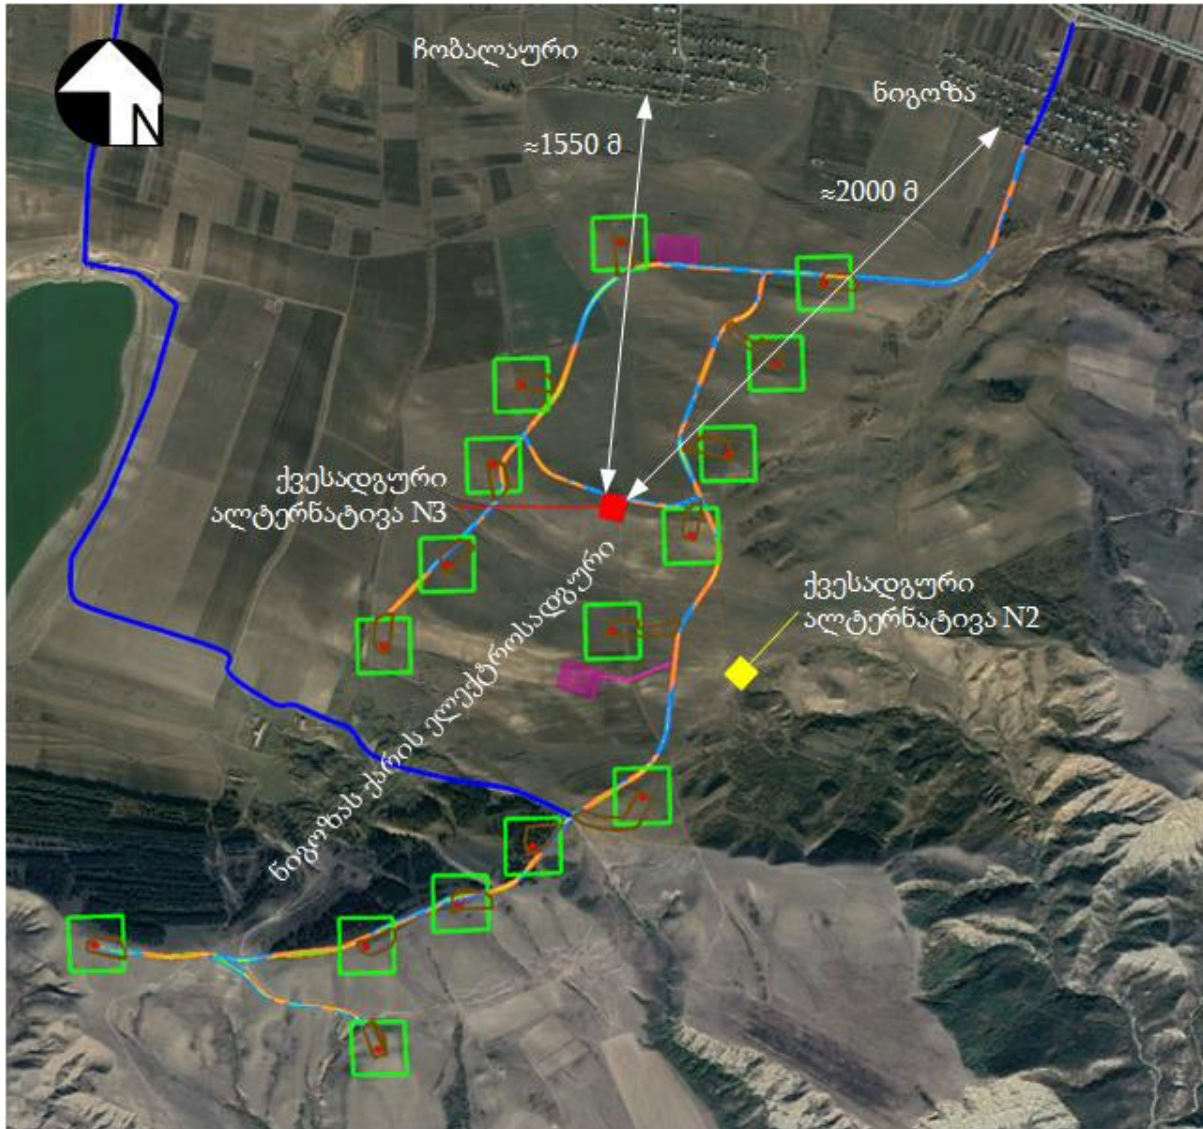 ჩობალაური
ნიგოზა
≈1550 მ
≈2000 მ
N
ქვესადგური
ალტერნატივა N3
ქვესადგური
ალტერნატივა N2
ნიგოზას ქარის ელექტროსადგური